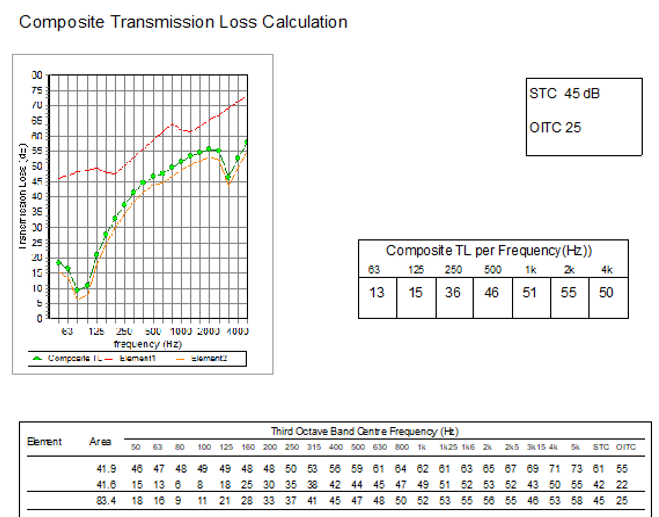 Composite Transmission Loss Calculation
80
75
70
65
60
55
50
45
40
35
30
25
20
15
10
5
0
Transmission Loss (dB)
63 125 250 500 1000 2000 4000
frequency (Hz)
Composite TL Element1 Element2
STC 45 dB
OITC 25
Composite TL per Frequency(Hz))
63 125 250 500 1k 2k 4k
13 15 36 46 51 55 50
Third Octave Band Centre Frequency (Hz)
Element Area
50 63 80 100 125 160 200 250 315 400 500 630 800 1k 1k25 1k6 2k 2k5 3k15 4k 5k STC OITC
41.9 46 47 48 49 49 48 48 50 53 56 59 61 64 62 61 63 65 67 69 71 73 61 55
41.6 15 13 6 8 18 25 30 35 38 42 44 45 47 49 51 52 53 52 43 50 55 42 22
83.4 18 16 9 11 21 28 33 37 41 45 47 48 50 52 53 55 56 55 46 53 58 45 25